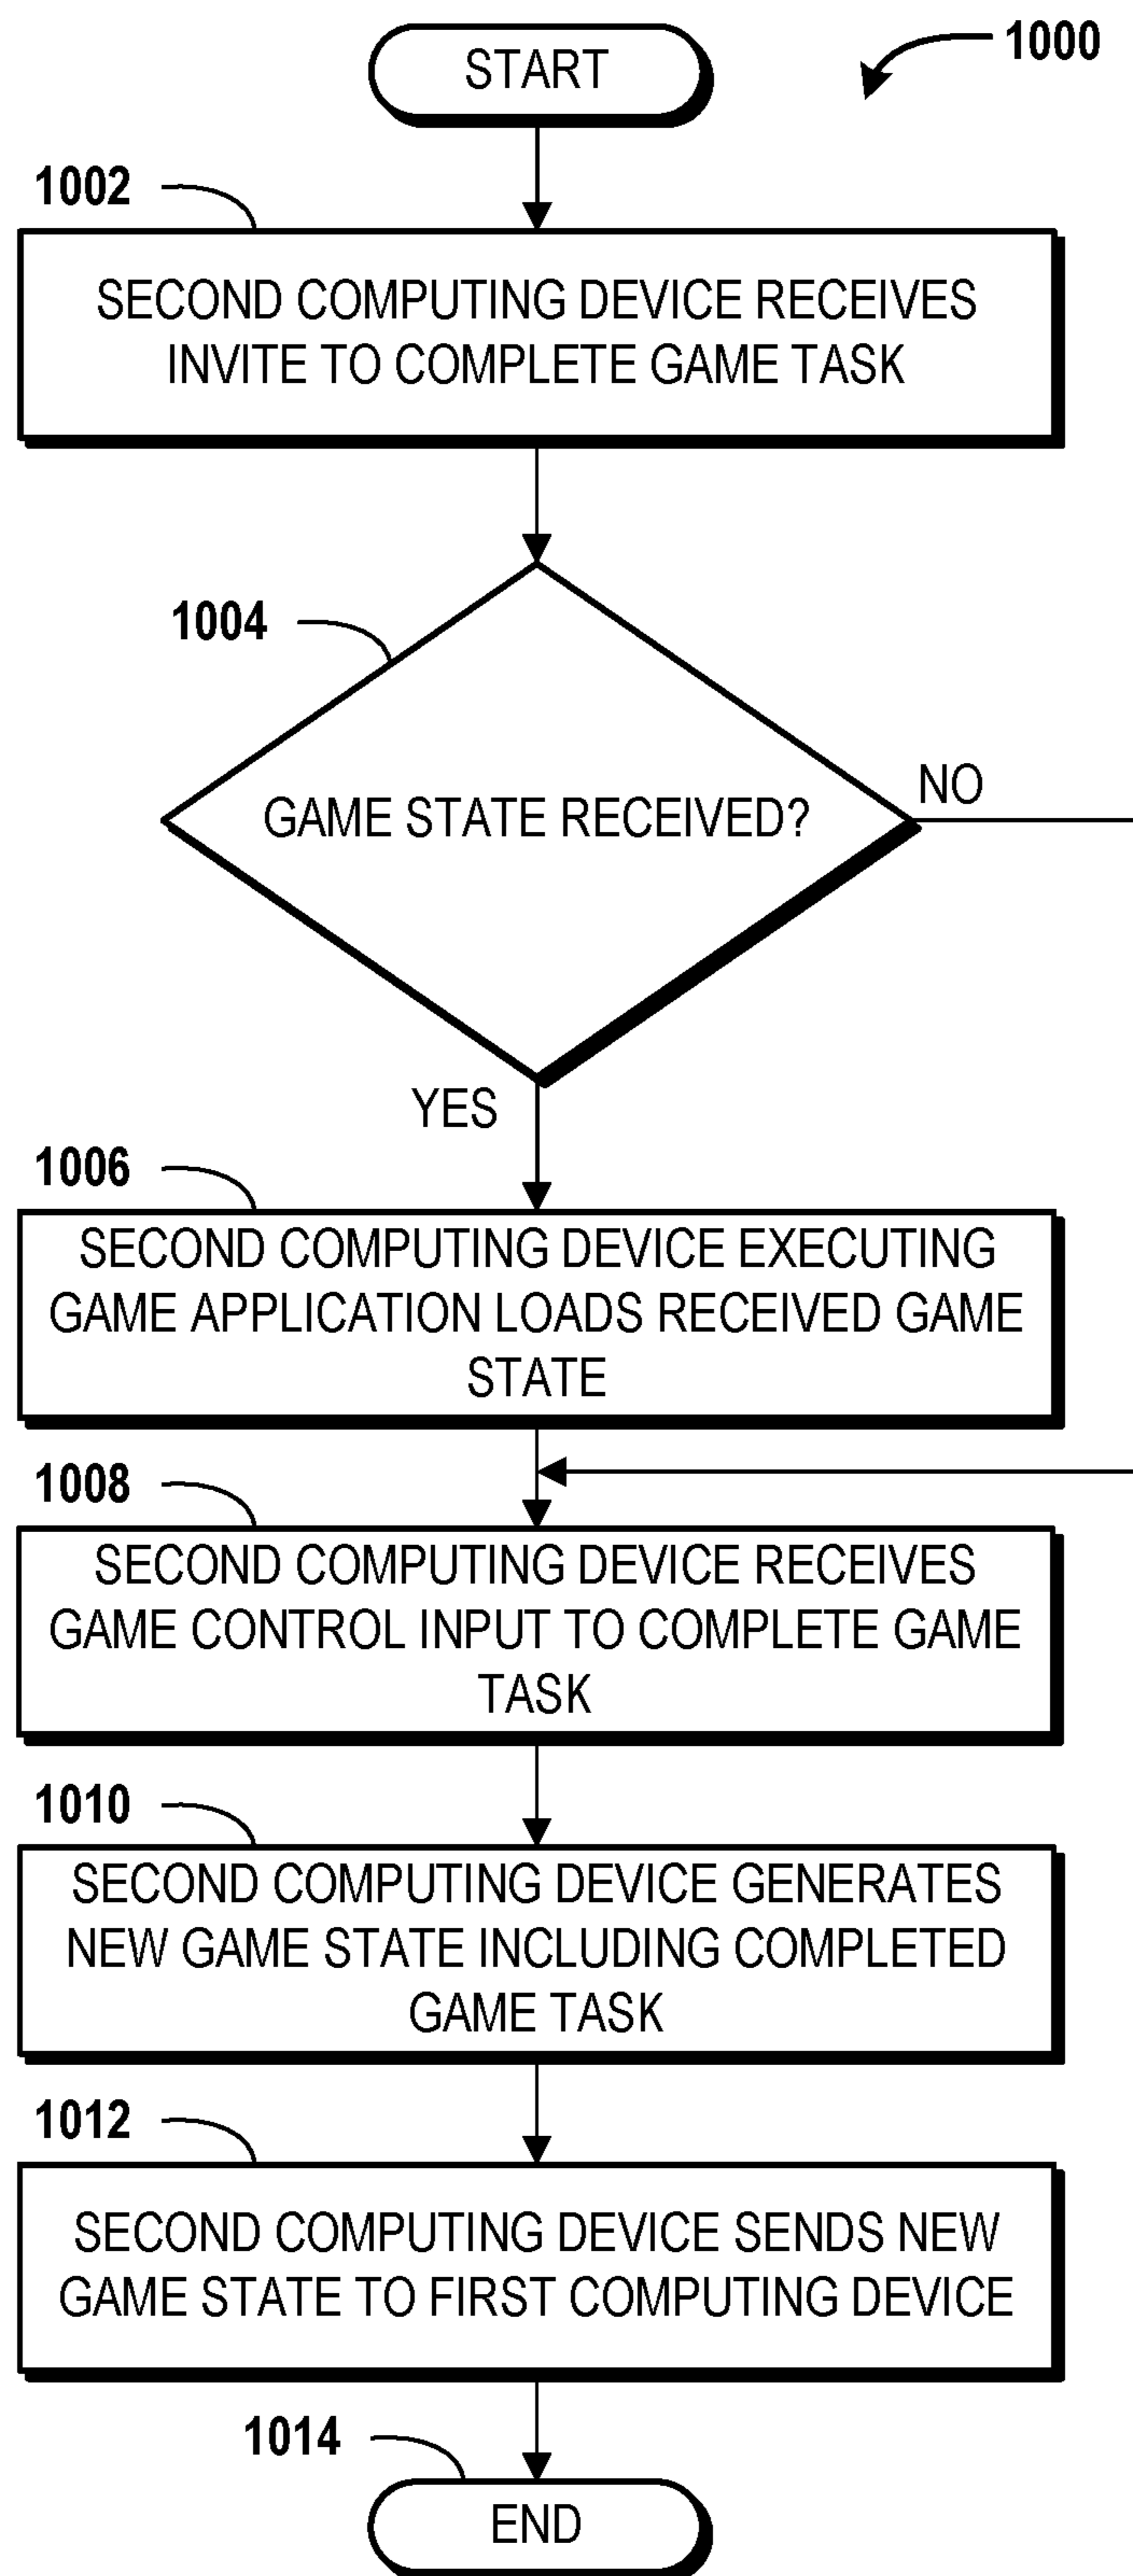 START
1000
1002
SECOND COMPUTING DEVICE RECEIVES
INVITE TO COMPLETE GAME TASK
1004
GAME STATE RECEIVED?
NO
YES
1006
SECOND COMPUTING DEVICE EXECUTING
GAME APPLICATION LOADS RECEIVED GAME
STATE
1008
SECOND COMPUTING DEVICE RECEIVES
GAME CONTROL INPUT TO COMPLETE GAME
TASK
1010
SECOND COMPUTING DEVICE GENERATES
NEW GAME STATE INCLUDING COMPLETED
GAME TASK
1012
SECOND COMPUTING DEVICE SENDS NEW
GAME STATE TO FIRST COMPUTING DEVICE
1014
END